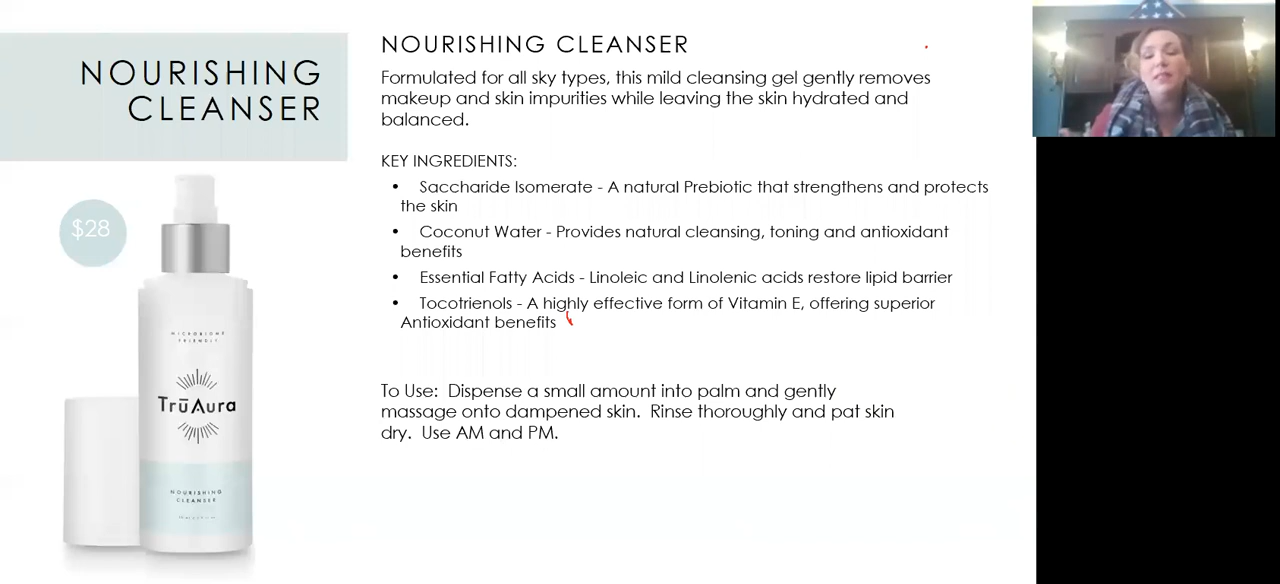 NOURISHING
CLEANSER
$28
MICROBIOME
FRIENDLY
TrūAura
NOURISHING
CLEANSER
NOURISHING CLEANSER
Formulated for all sky types, this mild cleansing gel gently removes
makeup and skin impurities while leaving the skin hydrated and
balanced.
KEY INGREDIENTS:
• Saccharide Isomerate - A natural Prebiotic that strengthens and protects
the skin
• Coconut Water - Provides natural cleansing, toning and antioxidant
benefits
• Essential Fatty Acids - Linoleic and Linolenic acids restore lipid barrier
• Tocotrienols - A highly effective form of Vitamin E, offering superior
Antioxidant benefits
To Use:  Dispense a small amount into palm and gently
massage onto dampened skin.  Rinse thoroughly and pat skin
dry.  Use AM and PM.